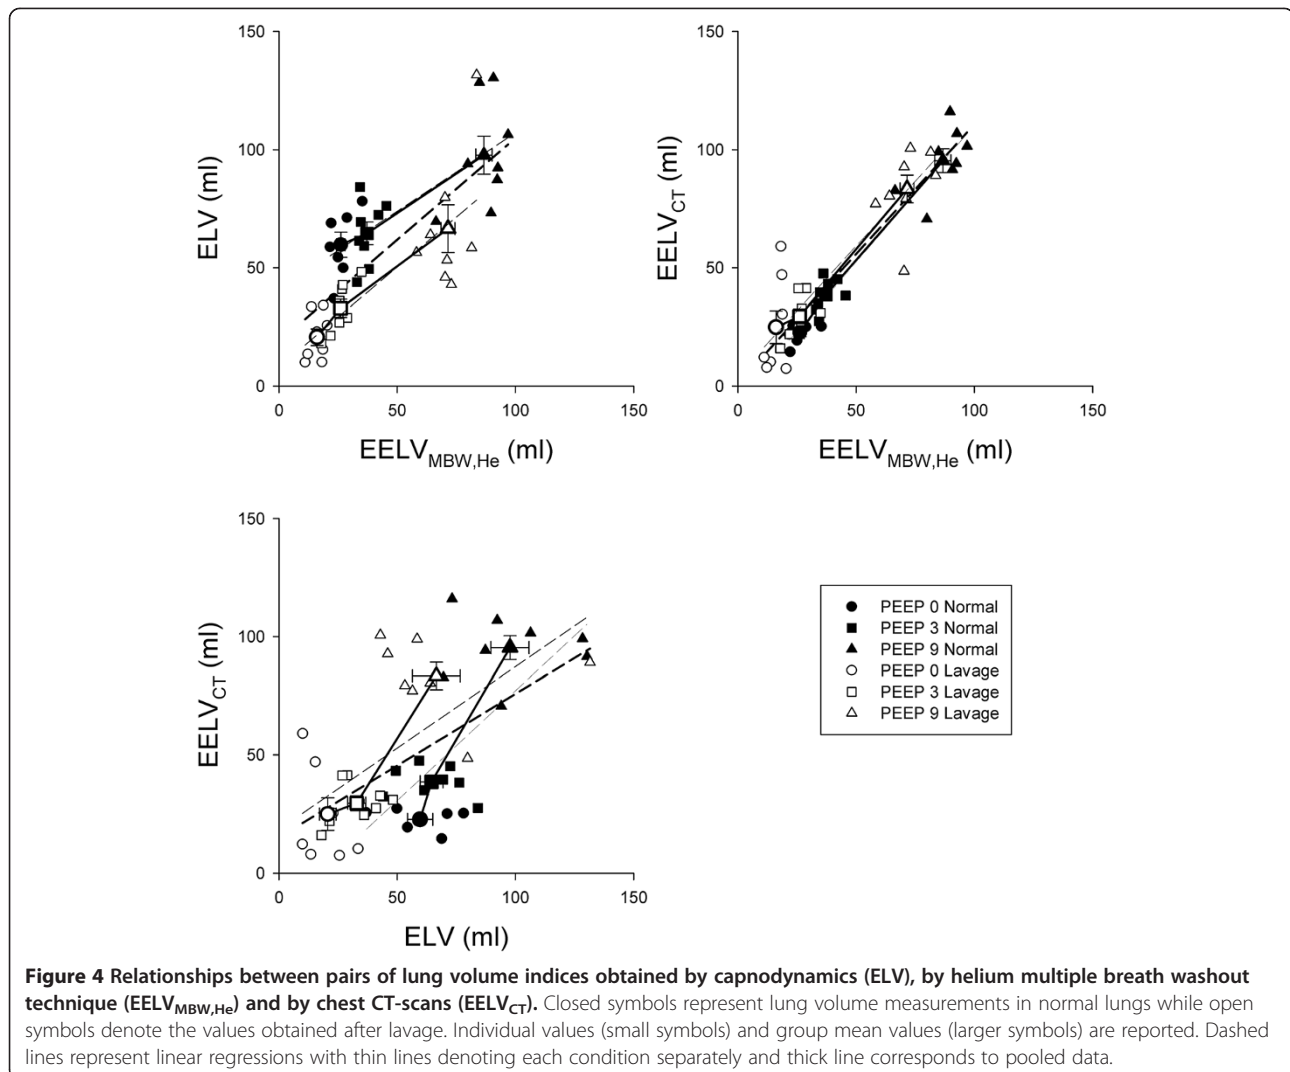 150
100
50
0
ELV (ml)
0 50 100 150
EELV_MBW,He (ml)
150
100
50
0
EELV_CT (ml)
0 50 100 150
EELV_MBW,He (ml)
150
100
50
0
EELV_CT (ml)
0 50 100 150
ELV (ml)
PEEP 0 Normal
PEEP 3 Normal
PEEP 9 Normal
PEEP 0 Lavage
PEEP 3 Lavage
PEEP 9 Lavage
Figure 4 Relationships between pairs of lung volume indices obtained by capnodynamics (ELV), by helium multiple breath washout
technique (EELV_MBW,He) and by chest CT-scans (EELV_CT). Closed symbols represent lung volume measurements in normal lungs while open
symbols denote the values obtained after lavage. Individual values (small symbols) and group mean values (larger symbols) are reported. Dashed
lines represent linear regressions with thin lines denoting each condition separately and thick line corresponds to pooled data.